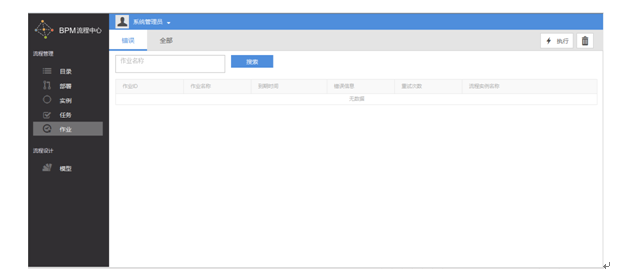 BPM流程中心
系统管理员
流程管理
目录
部署
实例
任务
作业
流程设计
模型
错误
全部
执行
作业名称
搜索
作业ID
作业名称
到期时间
错误信息
重试次数
流程实例名称
无数据